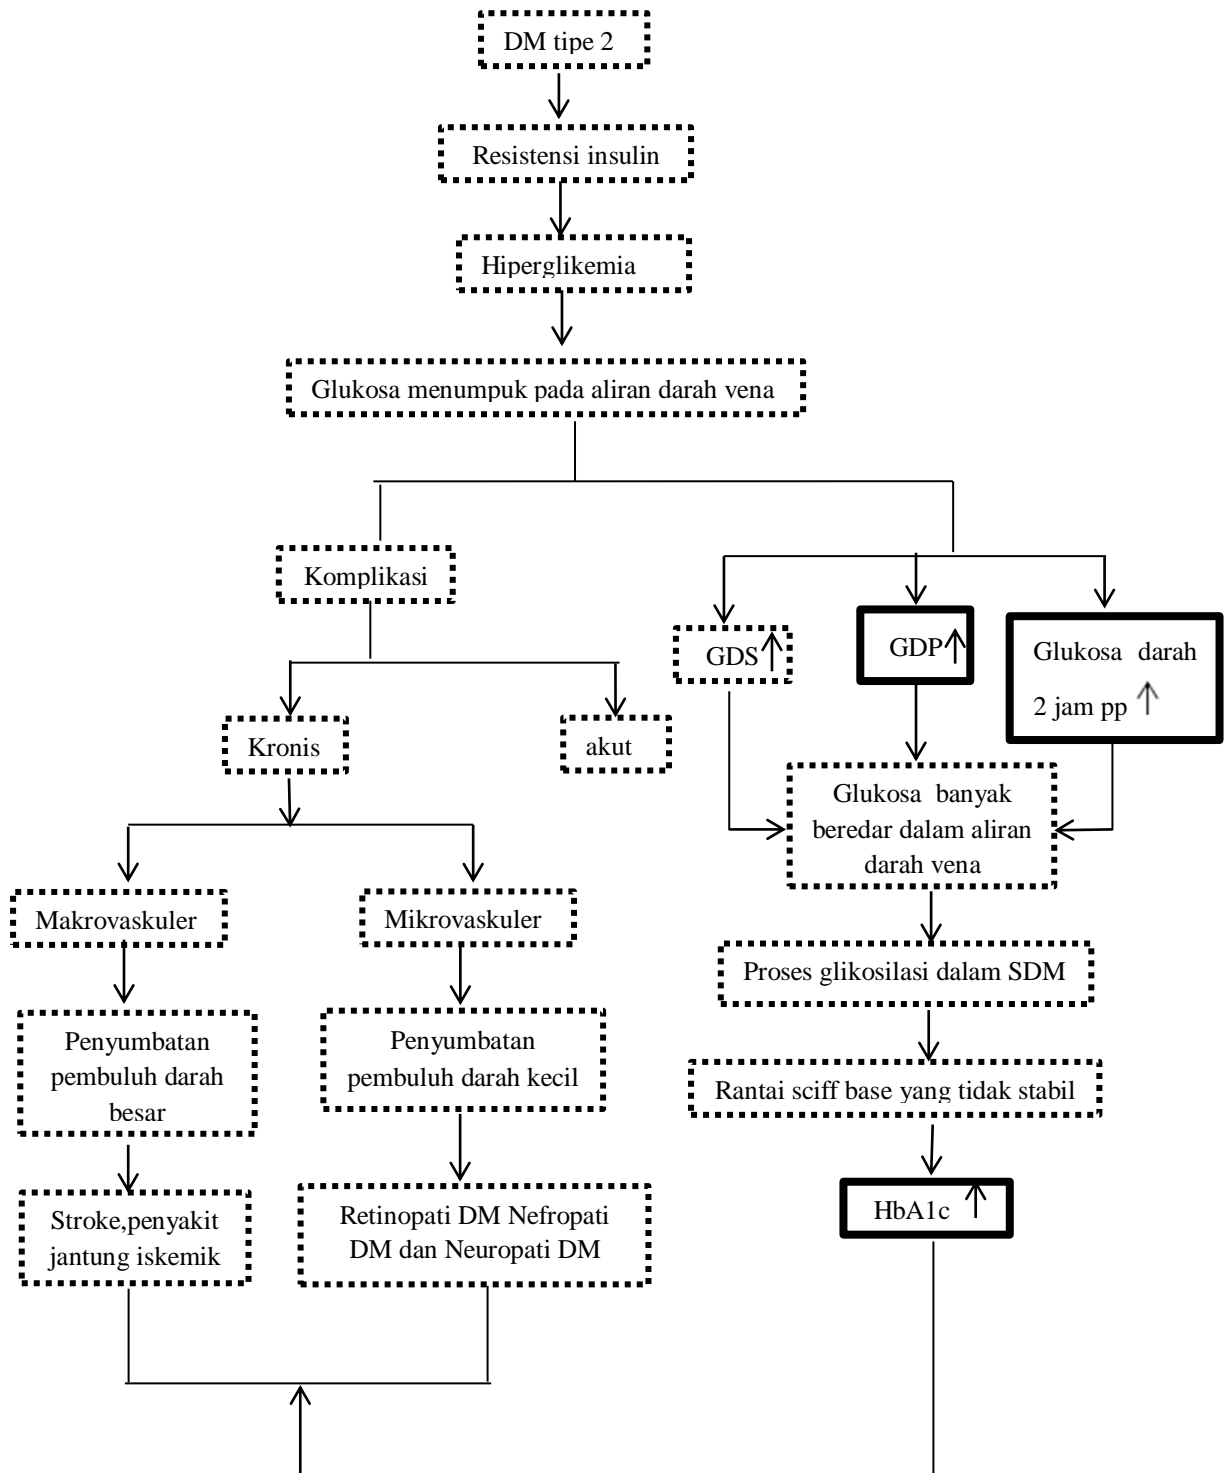 DM tipe 2
Resistensi insulin
Hiperglikemia
Glukosa menumpuk pada aliran darah vena
Komplikasi
GDS↑
GDP↑
Glukosa darah
2 jam pp ↑
Kronis
akut
Glukosa banyak
beredar dalam aliran
darah vena
Makrovaskuler
Mikrovaskuler
Proses glikosilasi dalam SDM
Penyumbatan
pembuluh darah
besar
Penyumbatan
pembuluh darah kecil
Rantai sciff base yang tidak stabil
Stroke,penyakit
jantung iskemik
Retinopati DM Nefropati
DM dan Neuropati DM
HbA1c ↑